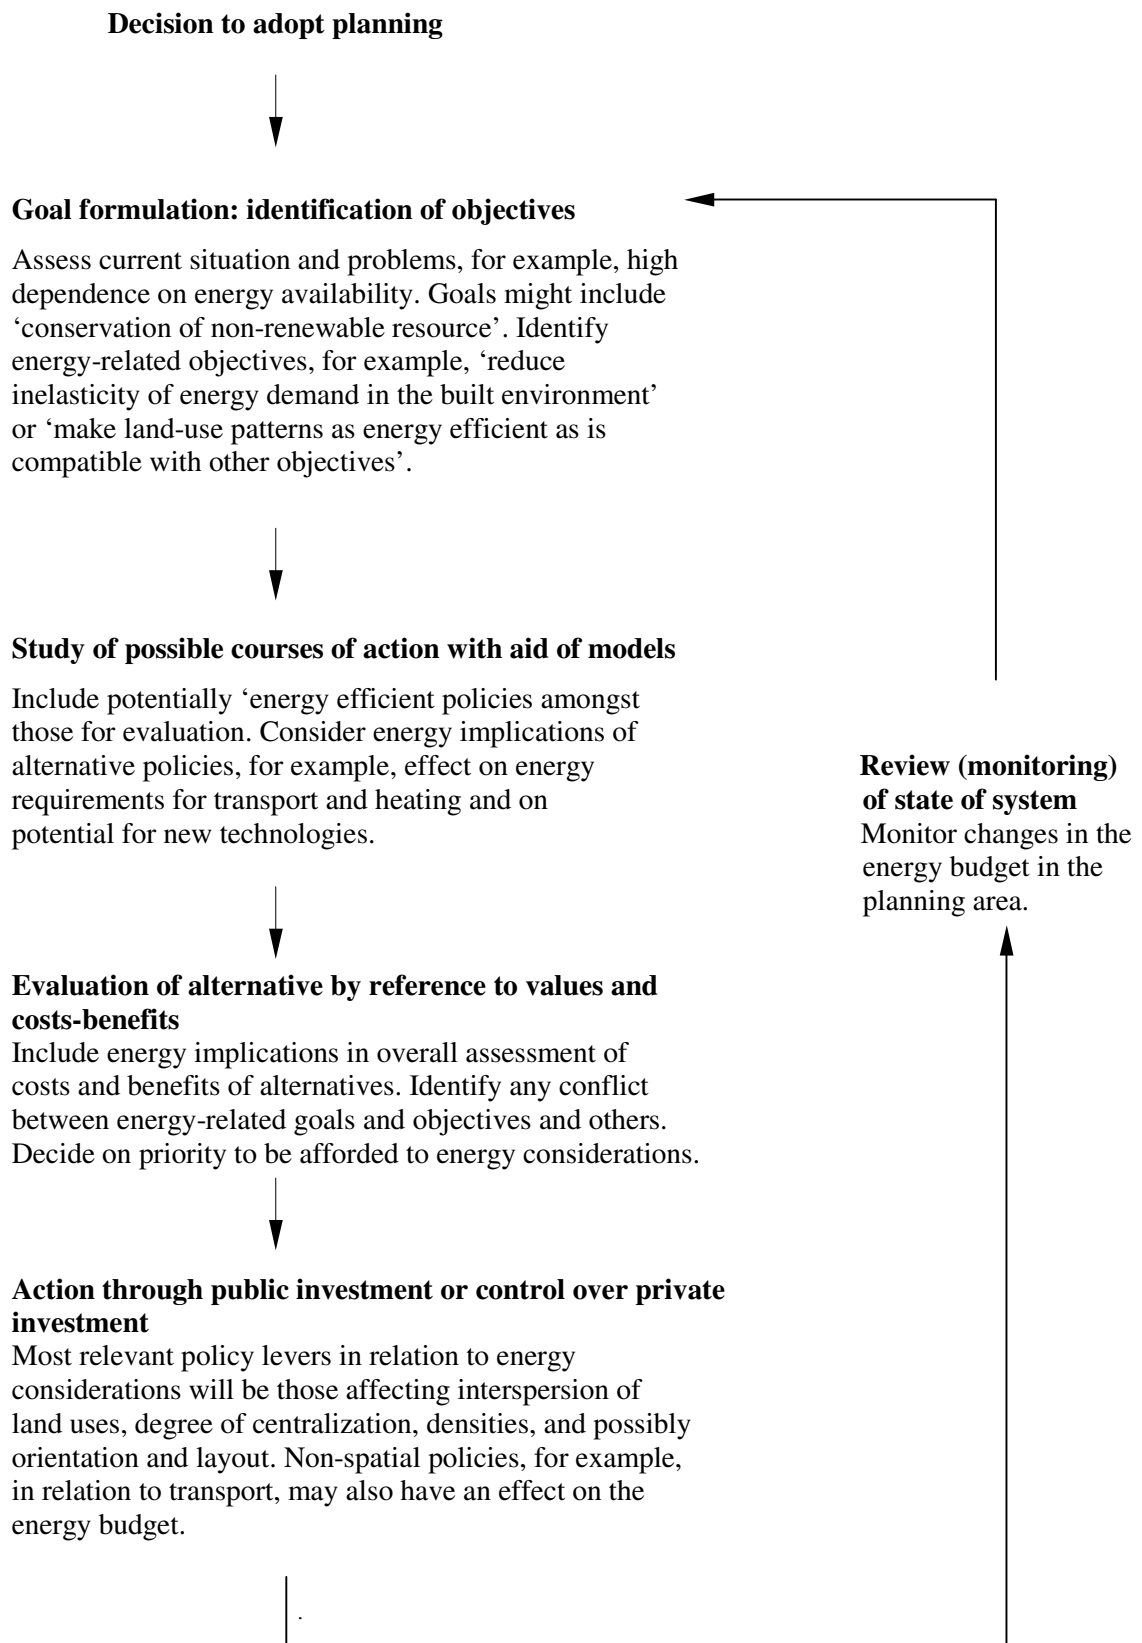 Decision to adopt planning
Goal formulation: identification of objectives
Assess current situation and problems, for example, high
dependence on energy availability. Goals might include
‘conservation of non-renewable resource’. Identify
energy-related objectives, for example, ‘reduce
inelasticity of energy demand in the built environment’
or ‘make land-use patterns as energy efficient as is
compatible with other objectives’.
Study of possible courses of action with aid of models
Include potentially ‘energy efficient policies amongst
those for evaluation. Consider energy implications of
alternative policies, for example, effect on energy
requirements for transport and heating and on
potential for new technologies.
Review (monitoring)
of state of system
Monitor changes in the
energy budget in the
planning area.
Evaluation of alternative by reference to values and
costs-benefits
Include energy implications in overall assessment of
costs and benefits of alternatives. Identify any conflict
between energy-related goals and objectives and others.
Decide on priority to be afforded to energy considerations.
Action through public investment or control over private
investment
Most relevant policy levers in relation to energy
considerations will be those affecting interspersion of
land uses, degree of centralization, densities, and possibly
orientation and layout. Non-spatial policies, for example,
in relation to transport, may also have an effect on the
energy budget.
.